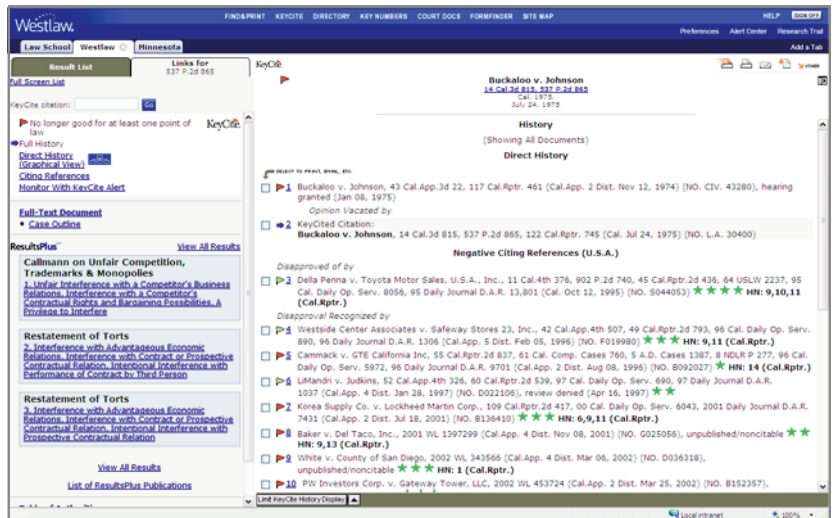 Westlaw.
FIND&PRINT KEYCITE DIRECTORY KEY NUMBERS COURT DOCS FORMFINDER SITE MAP
HELP SIGN OFF
Preferences Alert Center Research Trail
Law School Westlaw Minnesota
Add a Tab
Result List
Links for
537 P.2d 865
Full Screen List
KeyCite citation: Go
No longer good for at least one point of
law
KeyCite
Full History
Direct History
(Graphical View)
Citing References
Monitor With KeyCite Alert
Full-Text Document
• Case Outline
ResultsPlus™ View All Results
Callmann on Unfair Competition,
Trademarks & Monopolies
1. Unfair Interference with a Competitor's Business
Relations, Interference with a Competitor's
Contractual Rights and Bargaining Possibilities, A
Privilege to Interfere
Restatement of Torts
2. Interference with Advantageous Economic
Relations, Interference with Contract or Prospective
Contractual Relation, Intentional Interference with
Performance of Contract by Third Person
Restatement of Torts
3. Interference with Advantageous Economic
Relations, Interference with Contract or Prospective
Contractual Relation, Intentional Interference with
Prospective Contractual Relation
View All Results
List of ResultsPlus Publications
KeyCite
OTHER
Buckaloo v. Johnson
14 Cal.3d 815, 537 P.2d 865
Cal. 1975.
July 24, 1975
History
(Showing All Documents)
Direct History
SELECT TO PRINT, EMAIL, ETC.
1 Buckaloo v. Johnson, 43 Cal.App.3d 22, 117 Cal.Rptr. 461 (Cal.App. 2 Dist. Nov 12, 1974) (NO. CIV. 43280), hearing
granted (Jan 08, 1975)
Opinion Vacated by
2 KeyCited Citation:
Buckaloo v. Johnson, 14 Cal.3d 815, 537 P.2d 865, 122 Cal.Rptr. 745 (Cal. Jul 24, 1975) (NO. L.A. 30400)
Negative Citing References (U.S.A.)
Disapproved of by
3 Della Penna v. Toyota Motor Sales, U.S.A., Inc., 11 Cal.4th 376, 902 P.2d 740, 45 Cal.Rptr.2d 436, 64 USLW 2237, 95
Cal. Daily Op. Serv. 8056, 95 Daily Journal D.A.R. 13,801 (Cal. Oct 12, 1995) (NO. S044053) ★ ★ ★ ★ HN: 9,10,11
(Cal.Rptr.)
Disapproval Recognized by
4 Westside Center Associates v. Safeway Stores 23, Inc., 42 Cal.App.4th 507, 49 Cal.Rptr.2d 793, 96 Cal. Daily Op. Serv.
890, 96 Daily Journal D.A.R. 1306 (Cal.App. 5 Dist. Feb 05, 1996) (NO. F019980) ★ ★ ★ HN: 9,11 (Cal.Rptr.)
5 Cammack v. GTE California Inc, 55 Cal.Rptr.2d 837, 61 Cal. Comp. Cases 760, 5 A.D. Cases 1387, 8 NDLR P 277, 96 Cal.
Daily Op. Serv. 5972, 96 Daily Journal D.A.R. 9701 (Cal.App. 2 Dist. Aug 08, 1996) (NO. B092027) ★ HN: 14 (Cal.Rptr.)
6 LiMandri v. Judkins, 52 Cal.App.4th 326, 60 Cal.Rptr.2d 539, 97 Cal. Daily Op. Serv. 690, 97 Daily Journal D.A.R.
1037 (Cal.App. 4 Dist. Jan 28, 1997) (NO. D022106), review denied (Apr 16, 1997) ★ ★
7 Korea Supply Co. v. Lockheed Martin Corp., 109 Cal.Rptr.2d 417, 00 Cal. Daily Op. Serv. 6043, 2001 Daily Journal D.A.R.
7431 (Cal.App. 2 Dist. Jul 18, 2001) (NO. B136410) ★ ★ ★ HN: 6,9,11 (Cal.Rptr.)
8 Baker v. Del Taco, Inc., 2001 WL 1397299 (Cal.App. 4 Dist. Nov 08, 2001) (NO. G025056), unpublished/noncitable ★ ★
HN: 9,13 (Cal.Rptr.)
9 White v. County of San Diego, 2002 WL 343566 (Cal.App. 4 Dist. Mar 06, 2002) (NO. D036318),
unpublished/noncitable ★ ★ ★ HN: 1 (Cal.Rptr.)
10 PW Investors Corp. v. Gateway Tower, LLC, 2002 WL 453724 (Cal.App. 2 Dist. Mar 25, 2002) (NO. B152357),
Limit KeyCite History Display
Local intranet 100%